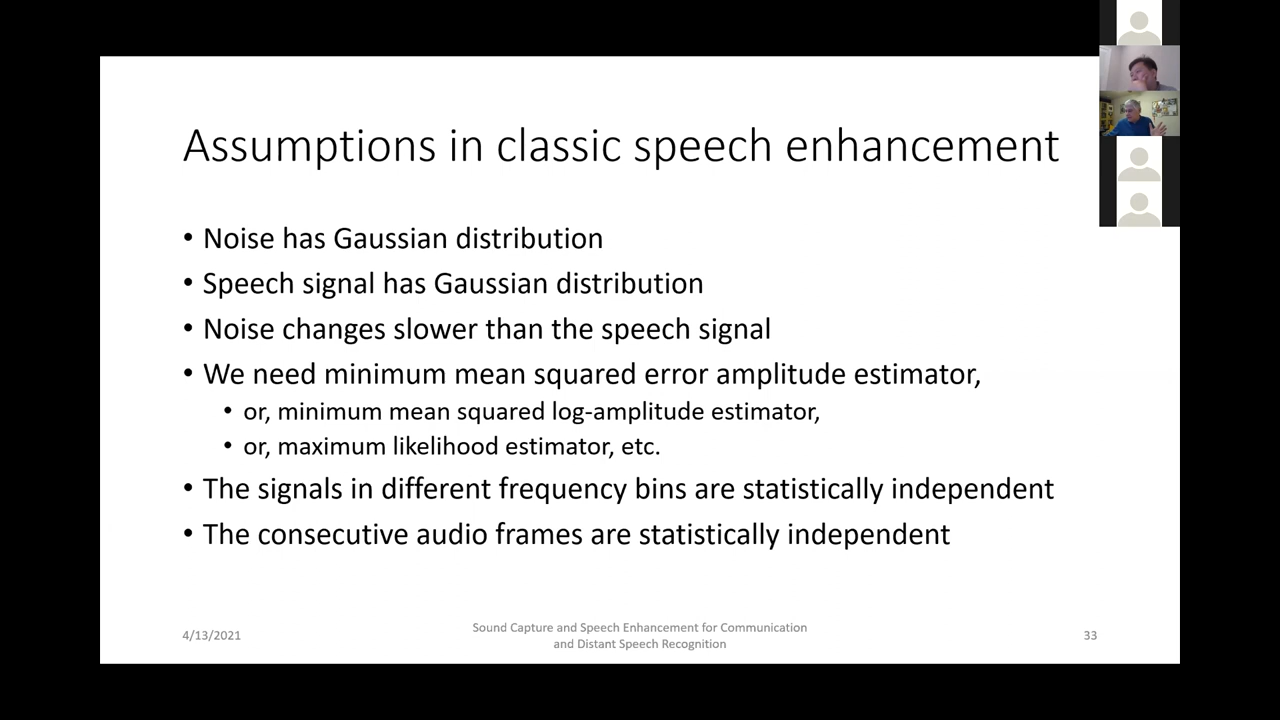 Assumptions in classic speech enhancement
• Noise has Gaussian distribution
• Speech signal has Gaussian distribution
• Noise changes slower than the speech signal
• We need minimum mean squared error amplitude estimator,
• or, minimum mean squared log-amplitude estimator,
• or, maximum likelihood estimator, etc.
• The signals in different frequency bins are statistically independent
• The consecutive audio frames are statistically independent
4/13/2021
Sound Capture and Speech Enhancement for Communication
and Distant Speech Recognition
33